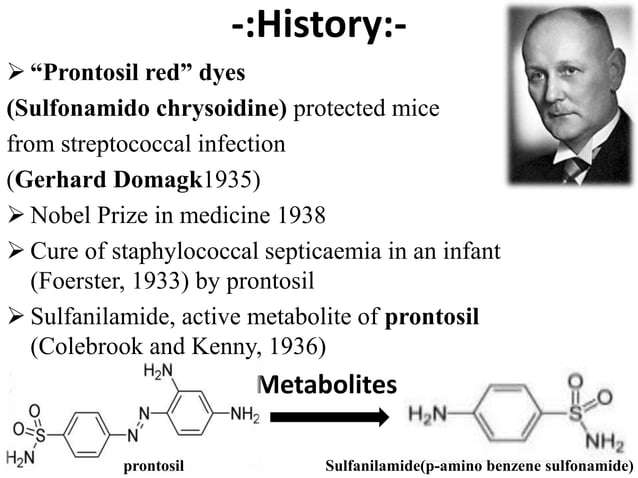 -:History:-
➢ “Prontosil red” dyes
(Sulfonamido chrysoidine) protected mice
from streptococcal infection
(Gerhard Domagk1935)
➢ Nobel Prize in medicine 1938
➢ Cure of staphylococcal septicaemia in an infant
(Foerster, 1933) by prontosil
➢ Sulfanilamide, active metabolite of prontosil
(Colebrook and Kenny, 1936)
H₂N
O
O
S
H₂N
N
N
NH₂
prontosil
Metabolites
H₂N
O
O
S
NH₂
Sulfanilamide(p-amino benzene sulfonamide)